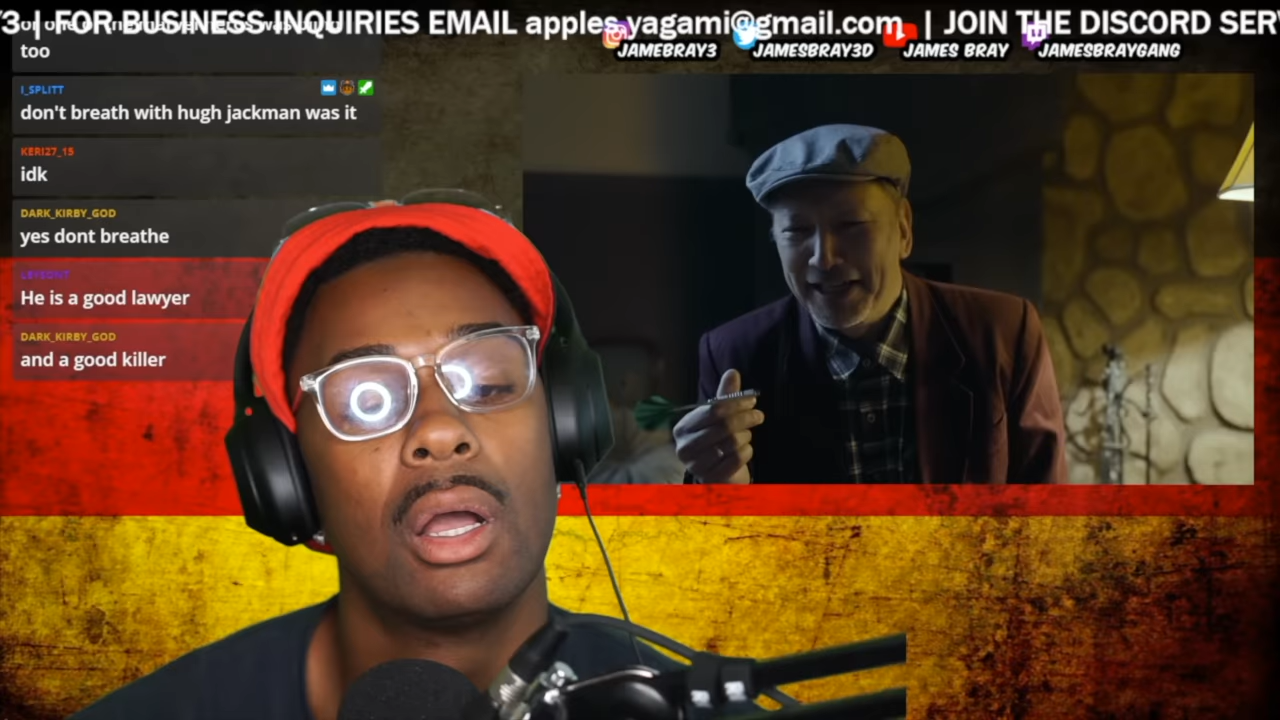 Y3 | FOR BUSINESS INQUIRIES EMAIL apples.yagami@gmail.com | JOIN THE DISCORD SER
JAMEBRAY3 JAMESBRAY3D JAMES BRAY JAMESBRAYGANG
too
I_SPLITT
don't breath with hugh jackman was it
KERI27_15
idk
DARK_KIRBY_GOD
yes dont breathe
He is a good lawyer
DARK_KIRBY_GOD
and a good killer